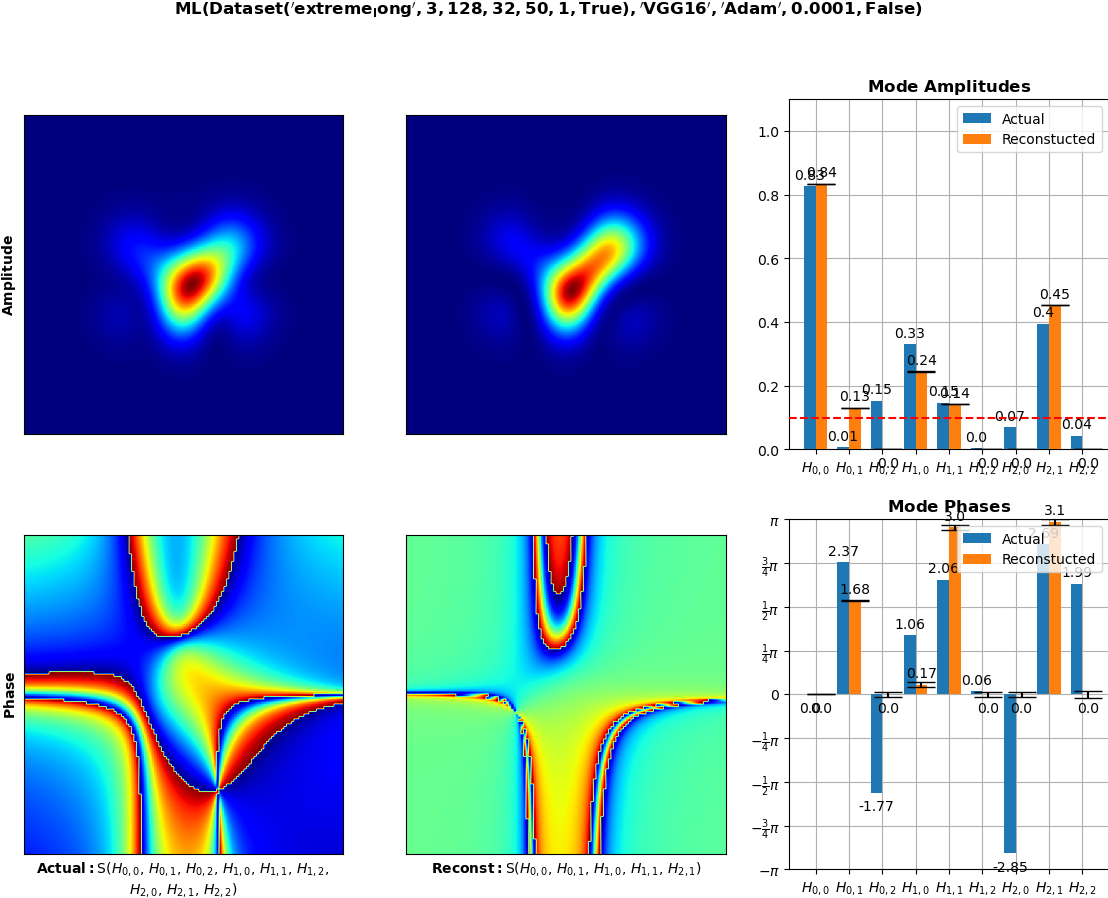 ML(Dataset('extreme_long', 3, 128, 32, 50, 1, True), 'VGG16', 'Adam', 0.0001, False)
Amplitude
Mode Amplitudes
Actual
Reconstucted
1.0
0.8
0.6
0.4
0.2
0.0
0.83 0.84
0.01 0.13
0.15 0.0
0.33 0.24
0.15 0.14
0.0 0.0
0.07 0.0
0.4 0.45
0.04 0.0
H0,0 H0,1 H0,2 H1,0 H1,1 H1,2 H2,0 H2,1 H2,2
Phase
Actual: S(H0,0, H0,1, H0,2, H1,0, H1,1, H1,2,
H2,0, H2,1, H2,2)
Reconst: S(H0,0, H0,1, H1,0, H1,1, H2,1)
Mode Phases
Actual
Reconstucted
π
3/4π
1/2π
1/4π
0
−1/4π
−1/2π
−3/4π
−π
0.0 0.0
2.37 1.68
-1.77 0.0
1.06 0.17
2.06 3.0
0.06 0.0
-2.85 0.0
2.69 3.1
1.99 0.0
H0,0 H0,1 H0,2 H1,0 H1,1 H1,2 H2,0 H2,1 H2,2